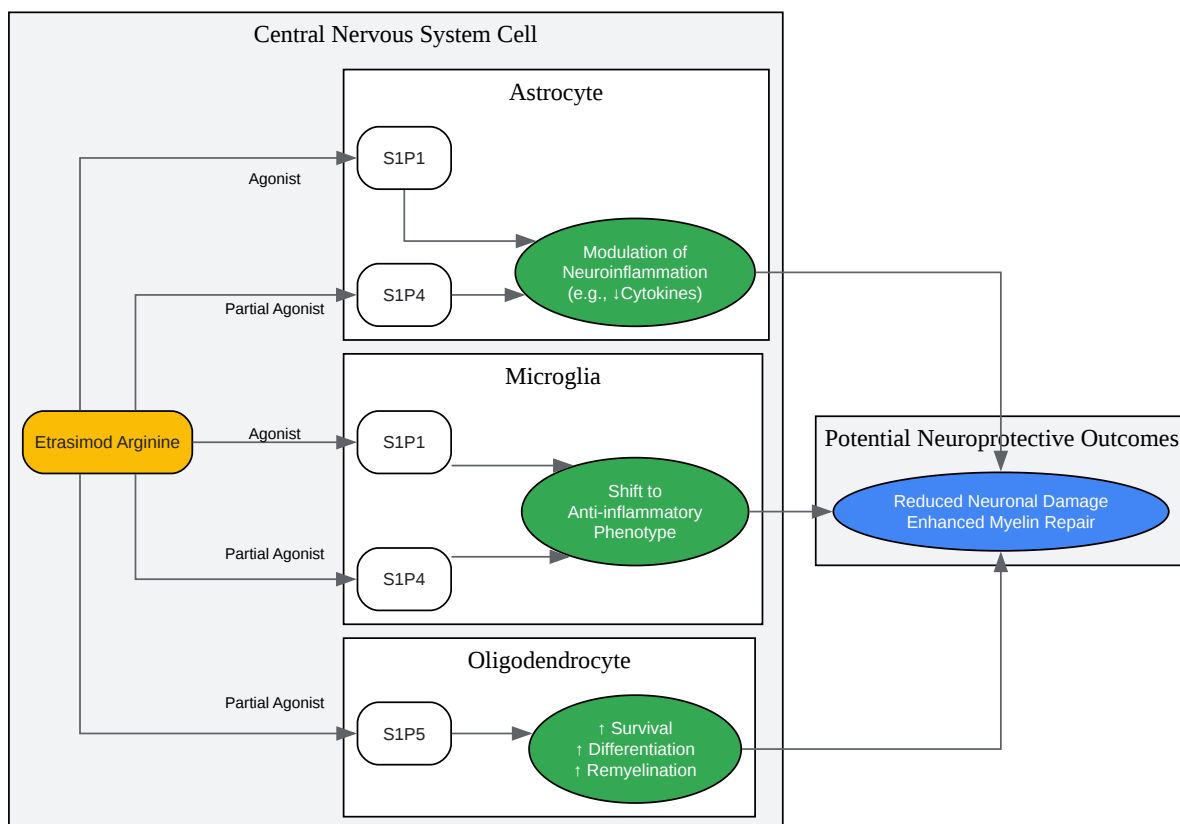 Central Nervous System Cell
Astrocyte
S1P1
Agonist
Modulation of
Neuroinflammation
(e.g., ↓Cytokines)
S1P4
Partial Agonist
Microglia
Etrasimod Arginine
Agonist
S1P1
Shift to
Anti-inflammatory
Phenotype
Partial Agonist
S1P4
Potential Neuroprotective Outcomes
Reduced Neuronal Damage
Enhanced Myelin Repair
Oligodendrocyte
Partial Agonist
S1P5
↑ Survival
↑ Differentiation
↑ Remyelination